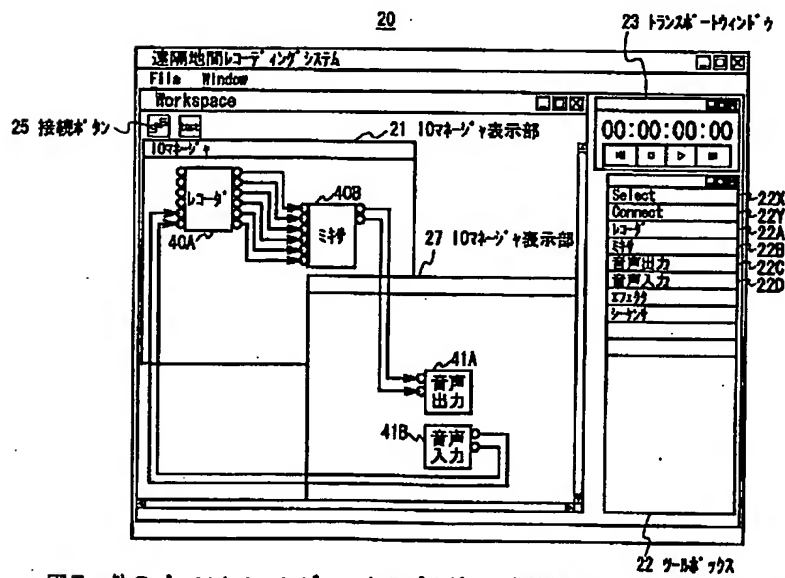 20
23 トランスポートウィンドウ
遠隔地間レコーディングシステム
File Window
Workspace
00:00:00:00
25 接続ボタン
21 IOマネージャ表示部
IOマネージャ
レコーダ
40A
40B
ミキサ
27 IOマネージャ表示部
41A
音声
出力
41B
音声
入力
Select 22X
Connect 22Y
レコーダ 22A
ミキサ 22B
音声出力 22C
音声入力 22D
エフェクタ
シーケンサ
22 ツールボックス